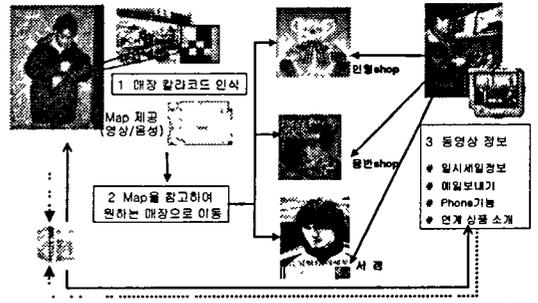 1 매장 칼라코드 인식
Map 제공
(영상/음성)
2 Map을 참고하여
원하는 매장으로 이동
인형shop
음반shop
서 점
3 동영상 정보
# 일시세일정보
# 메일보내기
# Phone기능
# 연계 상품 소개